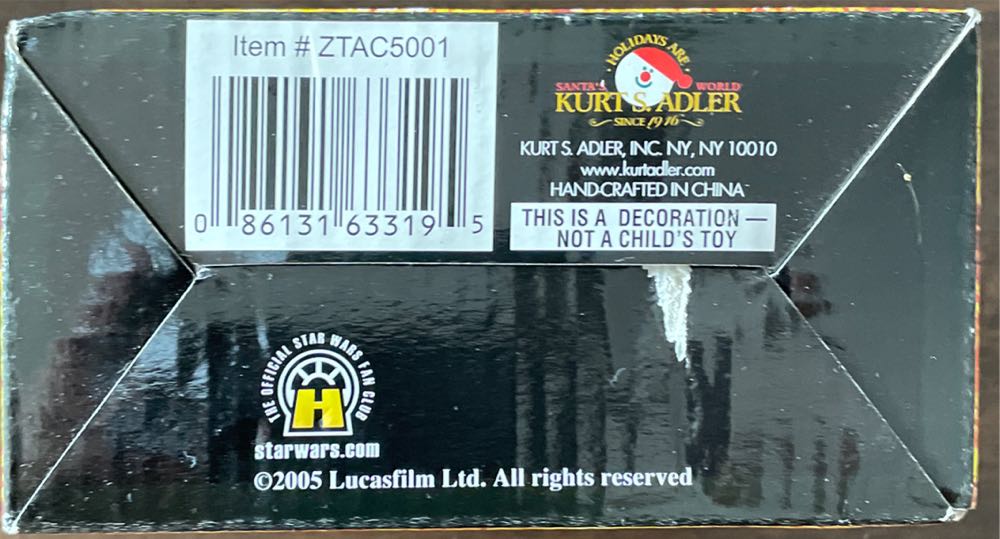 Item # ZTAC5001
0 86131 63319 5
HOLIDAYS ARE
SANTA'S WORLD
KURT S. ADLER
SINCE 1946
KURT S. ADLER, INC. NY, NY 10010
www.kurtadler.com
HAND-CRAFTED IN CHINA
THIS IS A DECORATION —
NOT A CHILD'S TOY
THE OFFICIAL STAR WARS FAN CLUB
H
starwars.com
©2005 Lucasfilm Ltd. All rights reserved